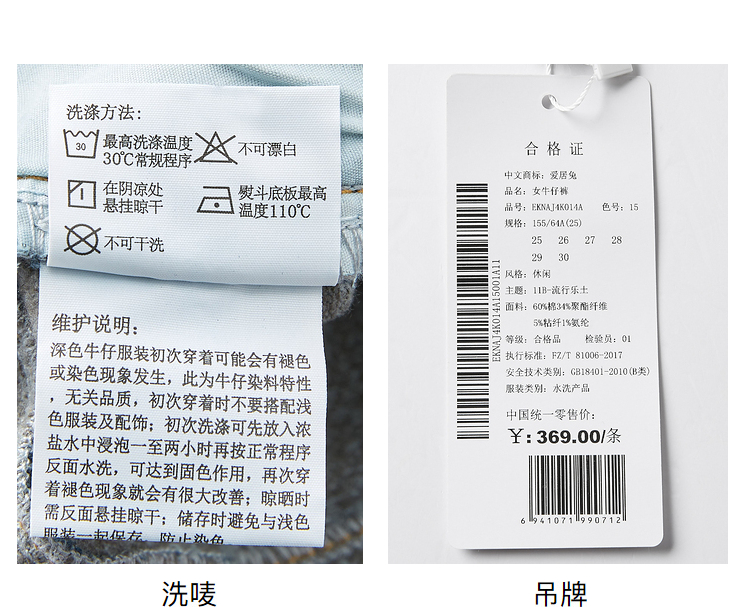 洗涤方法:
30
最高洗涤温度
30℃常规程序
不可漂白
在阴凉处
悬挂晾干
熨斗底板最高
温度110℃
不可干洗
维护说明:
深色牛仔服装初次穿着可能会有褪色
或染色现象发生，此为牛仔染料特性
，无关品质，初次穿着时不要搭配浅
色服装及配饰；初次洗涤可先放入浓
盐水中浸泡一至两小时再按正常程序
反面水洗，可达到固色作用，再次穿
着褪色现象就会有很大改善；晾晒时
需反面悬挂晾干；储存时避免与浅色
服装一起保存，防止染色
洗唛
合格证
中文商标: 爱居兔
品名: 女牛仔裤
品号: EKNAJ4K014A 色号: 15
规格: 155/64A(25)
25 26 27 28
29 30
风格: 休闲
主题: 11B-流行乐土
面料: 60%棉34%聚酯纤维
5%粘纤1%氨纶
等级: 合格品 检验员: 01
执行标准: FZ/T 81006-2017
安全技术类别: GB18401-2010(B类)
服装类别: 水洗产品
中国统一零售价:
¥: 369.00/条
6 941071 990712
EKNAJ4K014A15001A11
吊牌